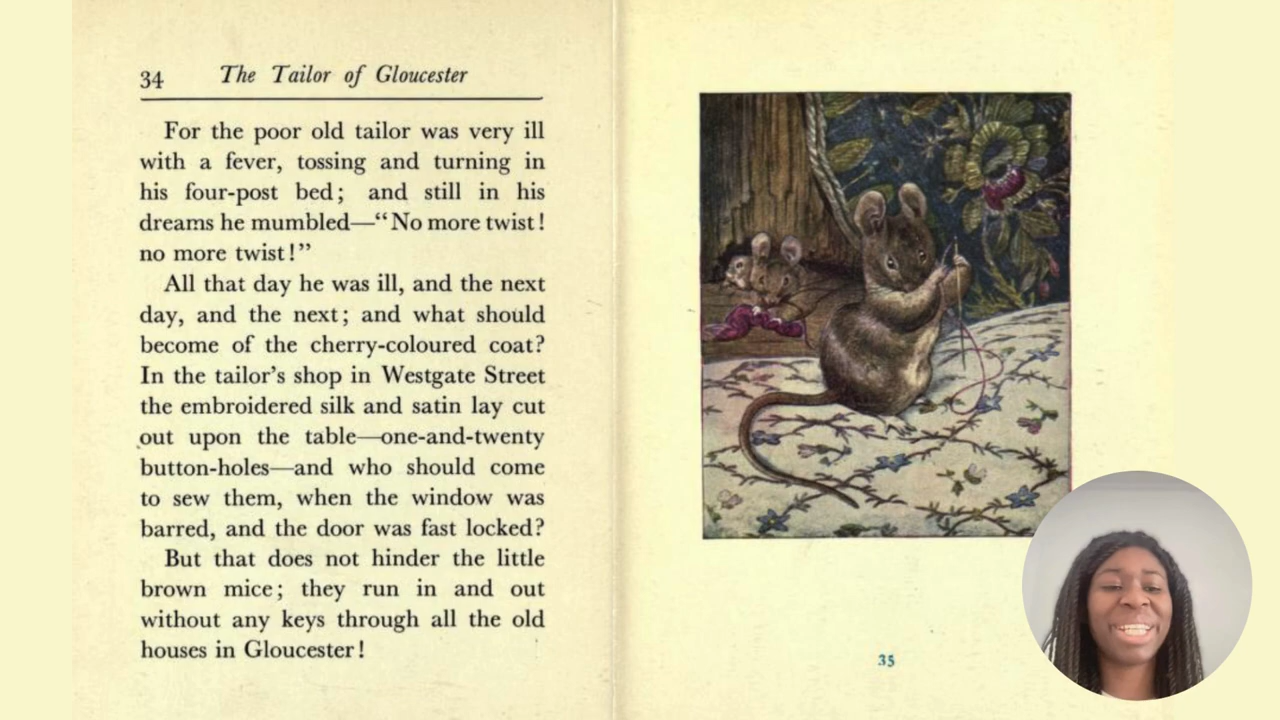 34 The Tailor of Gloucester
For the poor old tailor was very ill
with a fever, tossing and turning in
his four-post bed; and still in his
dreams he mumbled—“No more twist!
no more twist!”
All that day he was ill, and the next
day, and the next; and what should
become of the cherry-coloured coat?
In the tailor's shop in Westgate Street
the embroidered silk and satin lay cut
out upon the table—one-and-twenty
button-holes—and who should come
to sew them, when the window was
barred, and the door was fast locked?
But that does not hinder the little
brown mice; they run in and out
without any keys through all the old
houses in Gloucester!
35